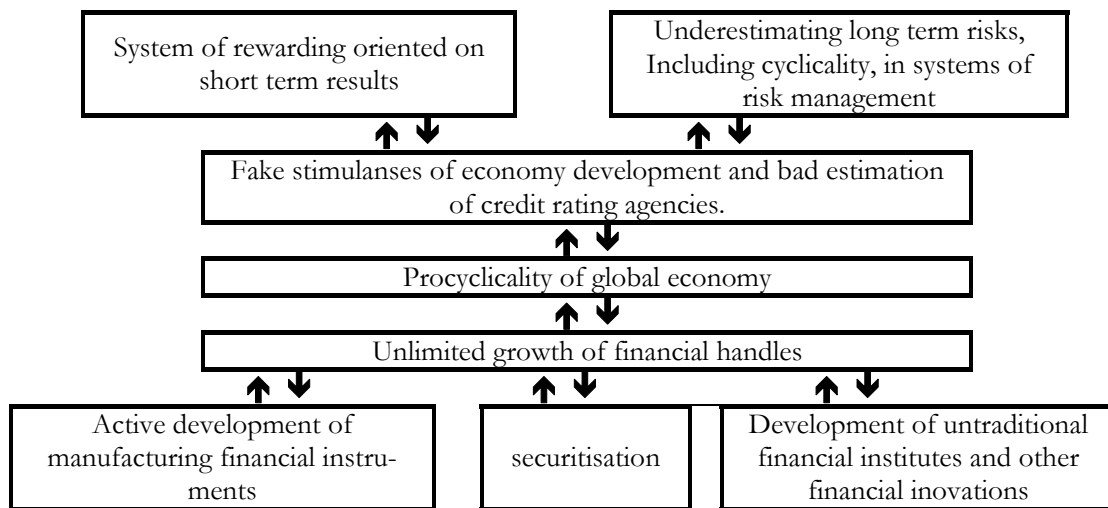 System of rewarding oriented on
short term results
Underestimating long term risks,
Including cyclicality, in systems of
risk management
Fake stimulanses of economy development and bad estimation
of credit rating agencies.
Procyclicality of global economy
Unlimited growth of financial handles
Active development of
manufacturing financial instru-
ments
securitisation
Development of untraditional
financial institutes and other
financial inovations